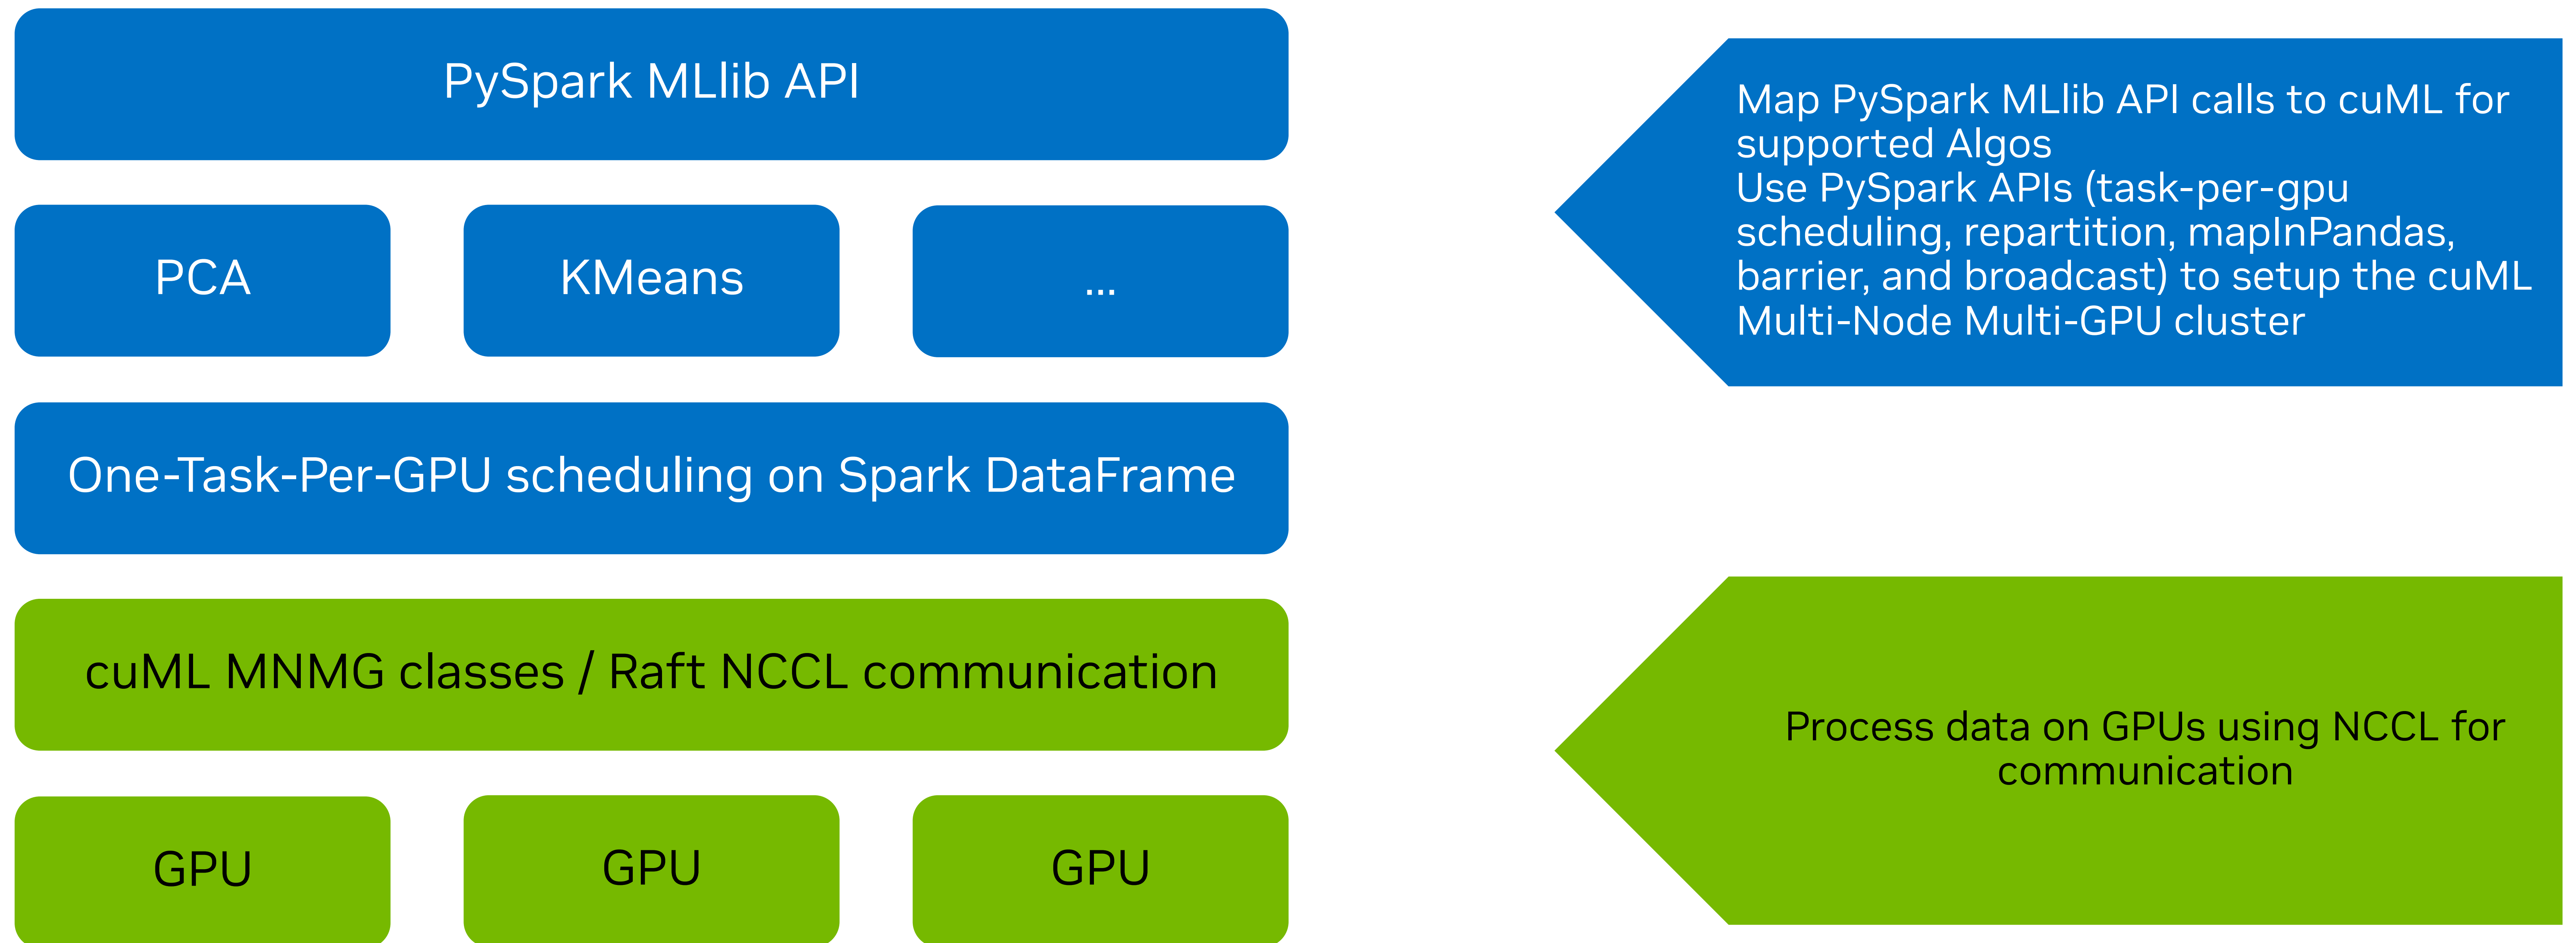 PySpark MLlib API
PCA
KMeans
...
One-Task-Per-GPU scheduling on Spark DataFrame
cuML MNMG classes / Raft NCCL communication
GPU
GPU
GPU
Map PySpark MLlib API calls to cuML for
supported Algos
Use PySpark APIs (task-per-gpu
scheduling, repartition, mapInPandas,
barrier, and broadcast) to setup the cuML
Multi-Node Multi-GPU cluster
Process data on GPUs using NCCL for
communication